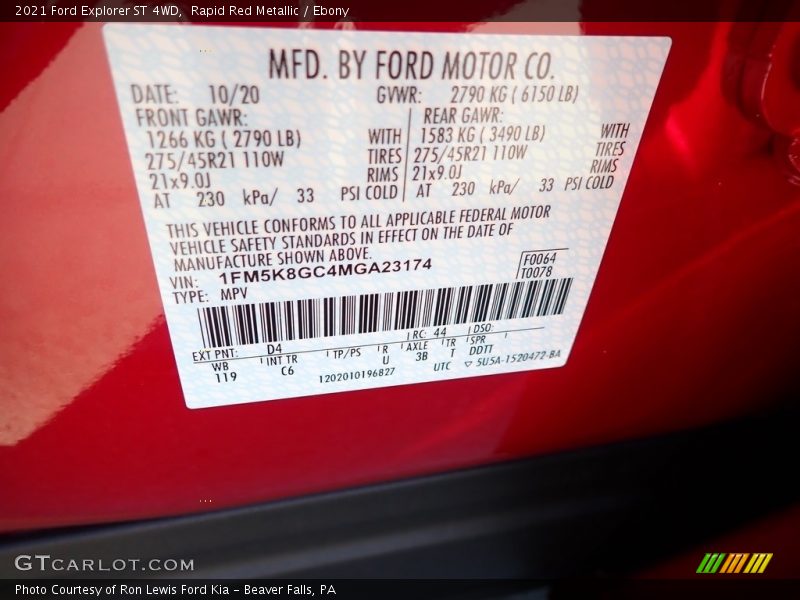 2021 Ford Explorer ST 4WD, Rapid Red Metallic / Ebony
MFD. BY FORD MOTOR CO.
DATE: 10/20 GVWR: 2790 KG ( 6150 LB)
FRONT GAWR: REAR GAWR:
1266 KG ( 2790 LB) WITH 1583 KG ( 3490 LB) WITH
275/45R21 110W TIRES 275/45R21 110W TIRES
21x9.0J RIMS 21x9.0J RIMS
AT 230 kPa/ 33 PSI COLD AT 230 kPa/ 33 PSI COLD
THIS VEHICLE CONFORMS TO ALL APPLICABLE FEDERAL MOTOR
VEHICLE SAFETY STANDARDS IN EFFECT ON THE DATE OF
MANUFACTURE SHOWN ABOVE.
VIN: 1FM5K8GC4MGA23174 F0064
TYPE: MPV T0078
EXT PNT: D4 RC: 44 DSO:
WB INT TR TP/PS R AXLE TR SPR
119 C6 U 3B T DDTT
1202010196827 UTC ▽ 5U5A-1520472-BA
GTCARLOT.COM
Photo Courtesy of Ron Lewis Ford Kia - Beaver Falls, PA